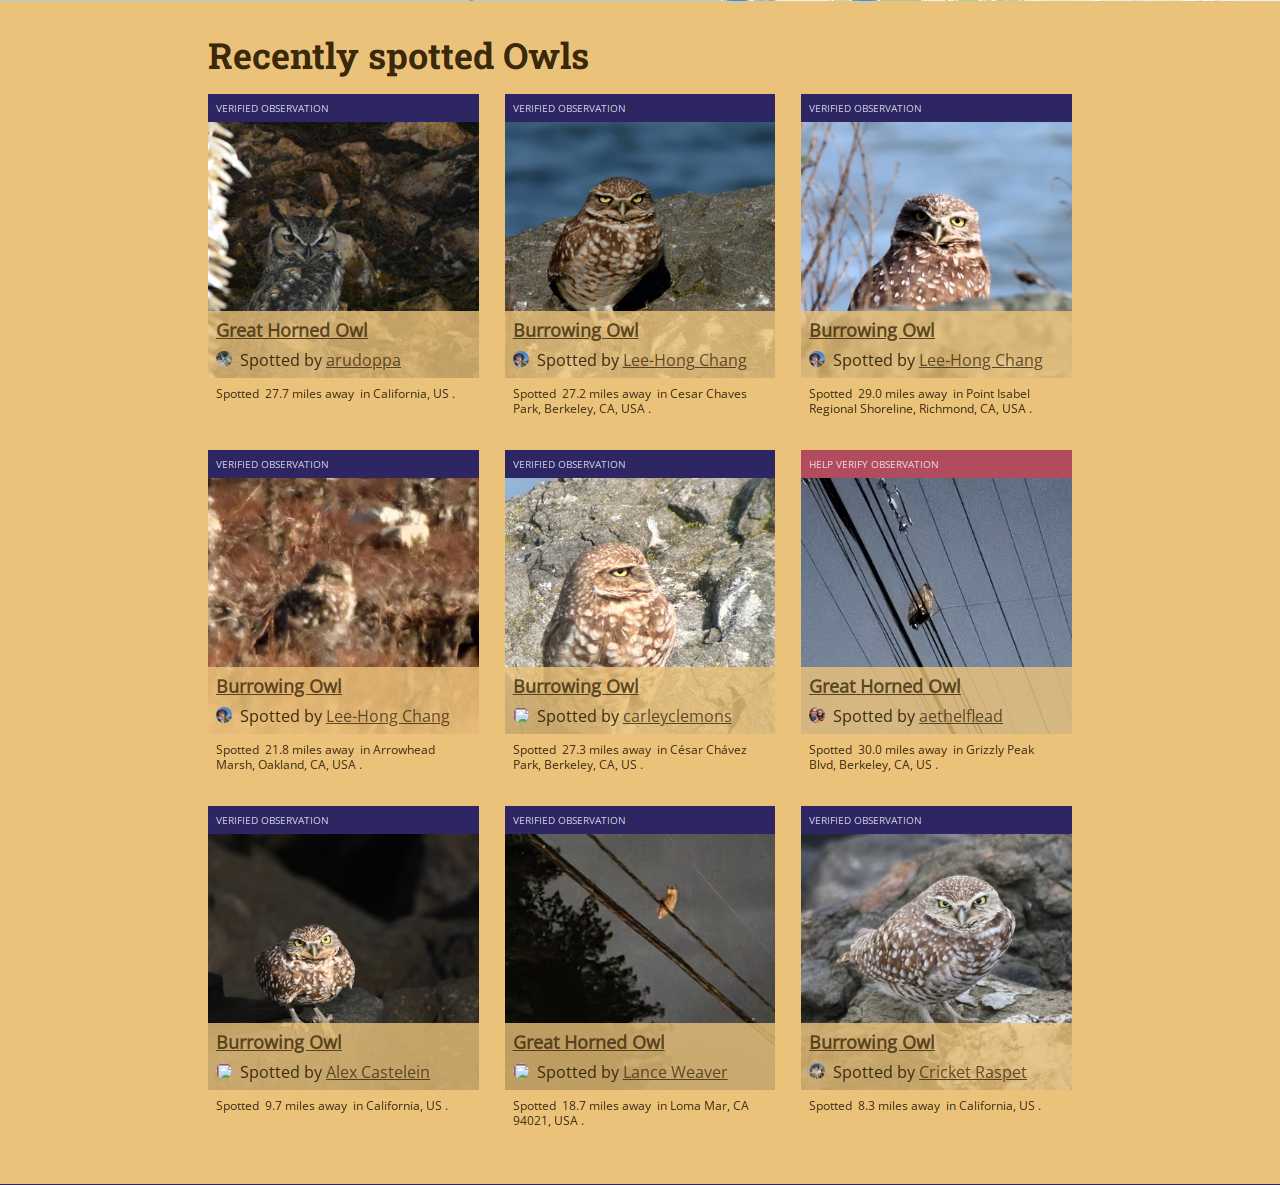 Recently spotted Owls
VERIFIED OBSERVATION
Great Horned Owl
Spotted by arudoppa
Spotted 27.7 miles away in California, US .
VERIFIED OBSERVATION
Burrowing Owl
Spotted by Lee-Hong Chang
Spotted 27.2 miles away in Cesar Chaves
Park, Berkeley, CA, USA .
VERIFIED OBSERVATION
Burrowing Owl
Spotted by Lee-Hong Chang
Spotted 29.0 miles away in Point Isabel
Regional Shoreline, Richmond, CA, USA .
VERIFIED OBSERVATION
Burrowing Owl
Spotted by Lee-Hong Chang
Spotted 21.8 miles away in Arrowhead
Marsh, Oakland, CA, USA .
VERIFIED OBSERVATION
Burrowing Owl
Spotted by carleyclemons
Spotted 27.3 miles away in César Chávez
Park, Berkeley, CA, US .
HELP VERIFY OBSERVATION
Great Horned Owl
Spotted by aethelflead
Spotted 30.0 miles away in Grizzly Peak
Blvd, Berkeley, CA, US .
VERIFIED OBSERVATION
Burrowing Owl
Spotted by Alex Castelein
Spotted 9.7 miles away in California, US .
VERIFIED OBSERVATION
Great Horned Owl
Spotted by Lance Weaver
Spotted 18.7 miles away in Loma Mar, CA
94021, USA .
VERIFIED OBSERVATION
Burrowing Owl
Spotted by Cricket Raspet
Spotted 8.3 miles away in California, US .